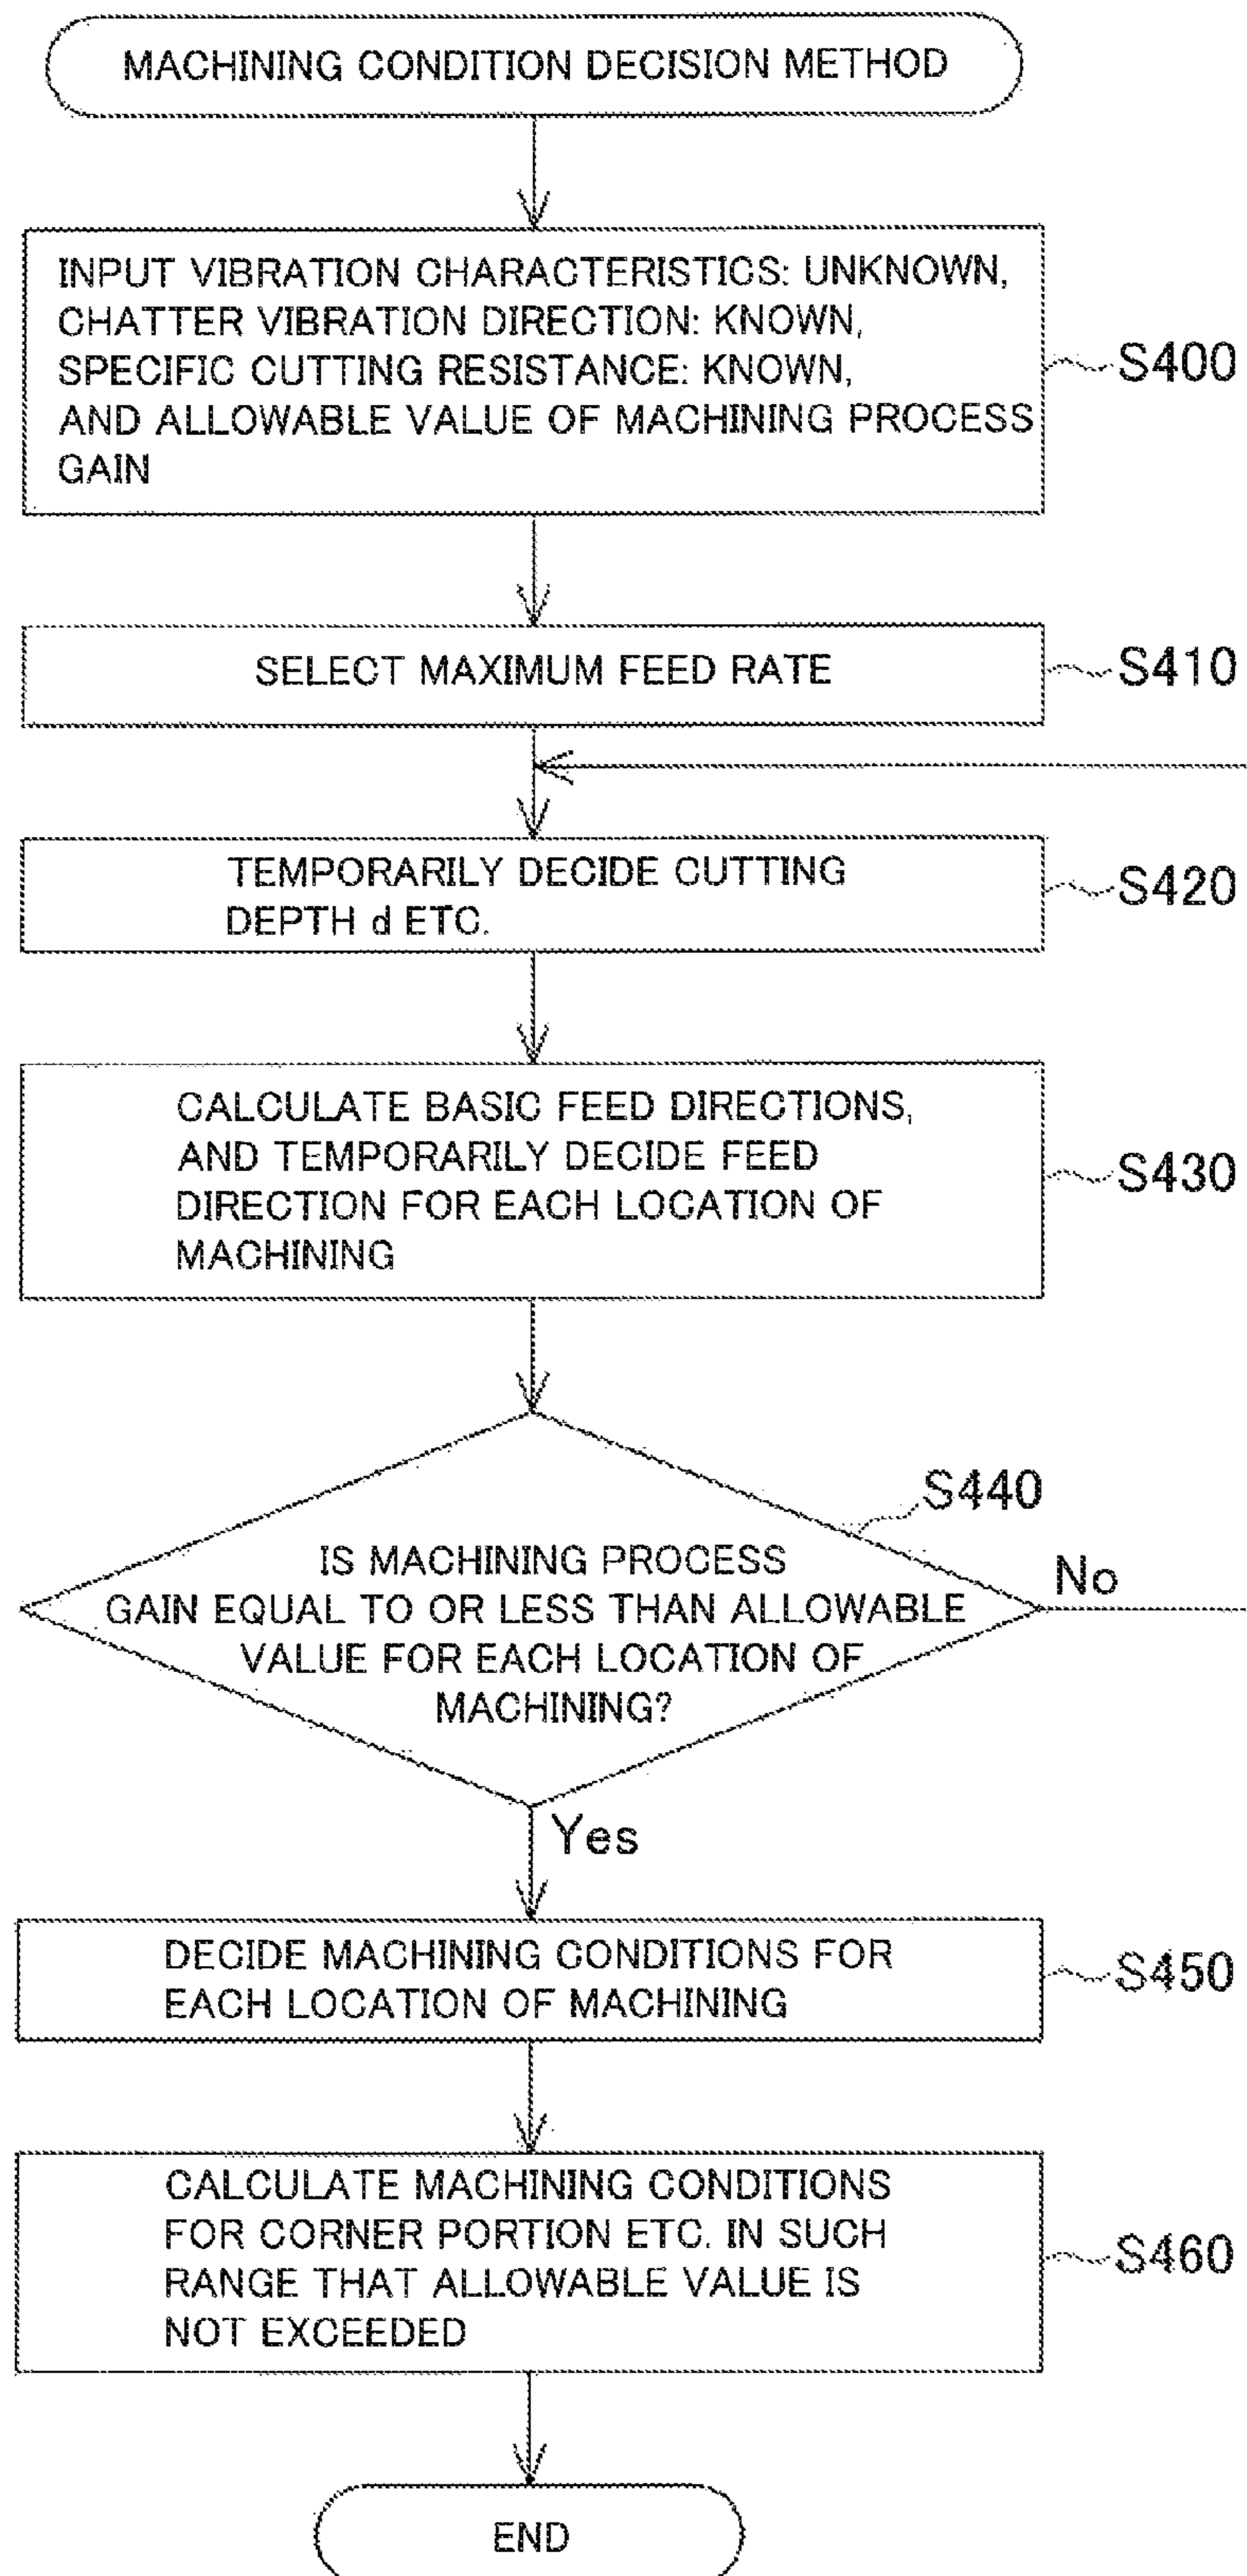 MACHINING CONDITION DECISION METHOD
INPUT VIBRATION CHARACTERISTICS: UNKNOWN,
CHATTER VIBRATION DIRECTION: KNOWN,
SPECIFIC CUTTING RESISTANCE: KNOWN,
AND ALLOWABLE VALUE OF MACHINING PROCESS
GAIN
S400
SELECT MAXIMUM FEED RATE
S410
TEMPORARILY DECIDE CUTTING
DEPTH d ETC.
S420
CALCULATE BASIC FEED DIRECTIONS,
AND TEMPORARILY DECIDE FEED
DIRECTION FOR EACH LOCATION OF
MACHINING
S430
S440
IS MACHINING PROCESS
GAIN EQUAL TO OR LESS THAN ALLOWABLE
VALUE FOR EACH LOCATION OF
MACHINING?
No
Yes
DECIDE MACHINING CONDITIONS FOR
EACH LOCATION OF MACHINING
S450
CALCULATE MACHINING CONDITIONS
FOR CORNER PORTION ETC. IN SUCH
RANGE THAT ALLOWABLE VALUE IS
NOT EXCEEDED
S460
END